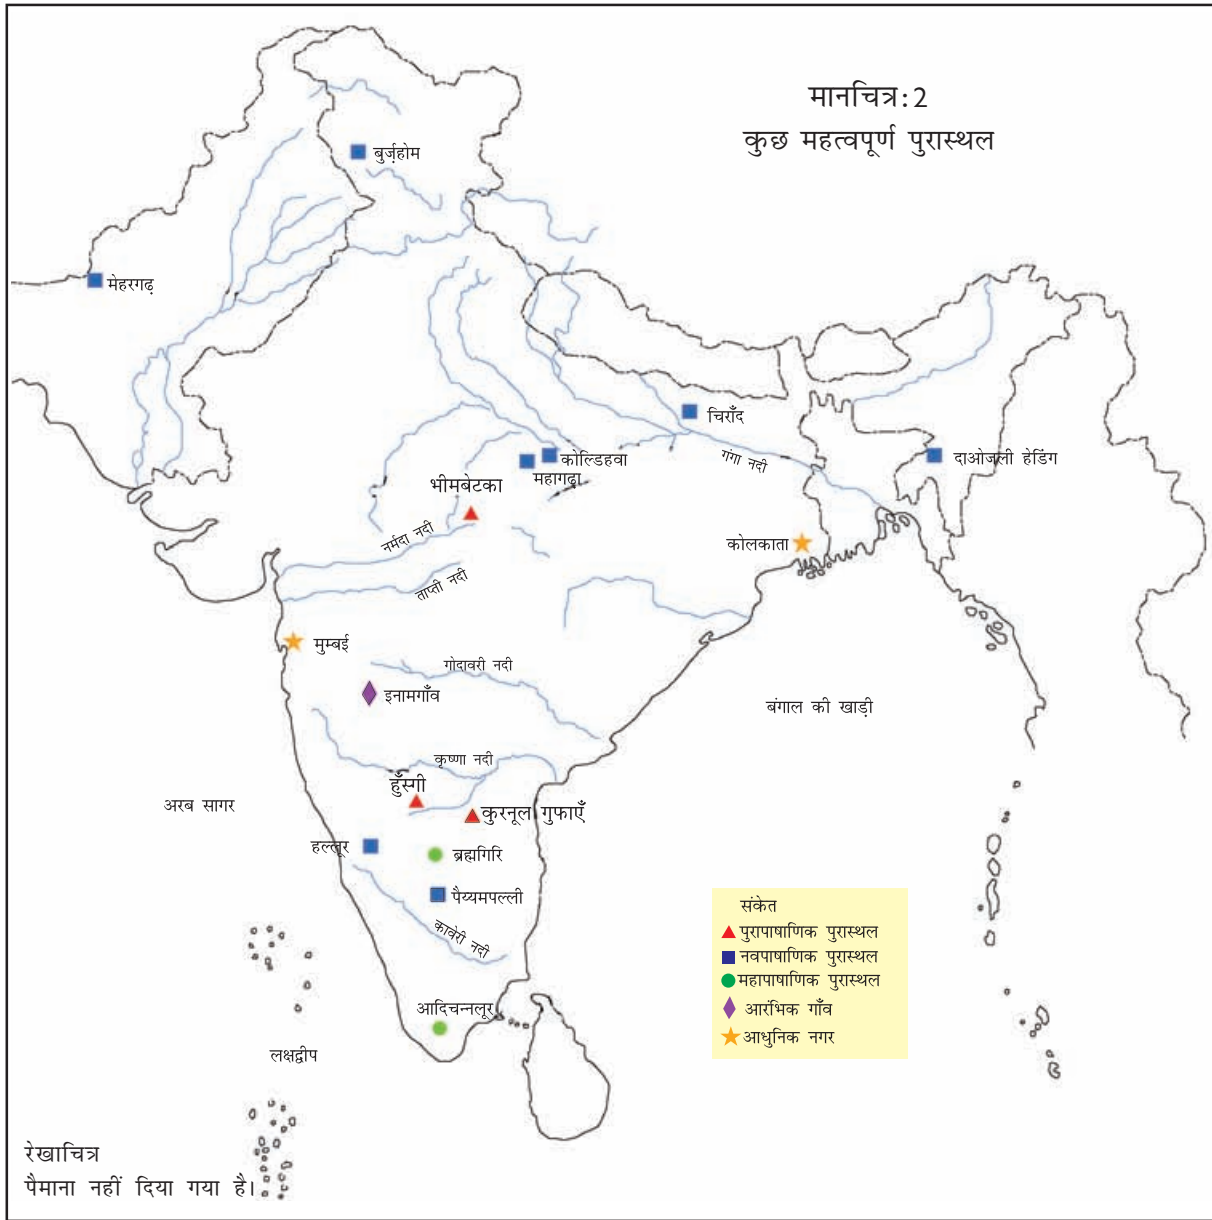 मानचित्र:2
कुछ महत्वपूर्ण पुरास्थल
बुर्ज़होम
मेहरगढ़
चिराँद
कोल्डिहवा
महागढ़ा
गंगा नदी
दाओजली हेडिंग
भीमबेटका
नर्मदा नदी
ताप्ती नदी
कोलकाता
मुम्बई
गोदावरी नदी
इनामगाँव
बंगाल की खाड़ी
कृष्णा नदी
हुँस्गी
अरब सागर
कुरनूल गुफाएँ
हल्लूर
ब्रह्मगिरि
पैय्यमपल्ली
कावेरी नदी
संकेत
पुरापाषाणिक पुरास्थल
नवपाषाणिक पुरास्थल
महापाषाणिक पुरास्थल
आरंभिक गाँव
आधुनिक नगर
आदिचन्नलूर
लक्षद्वीप
रेखाचित्र
पैमाना नहीं दिया गया है।